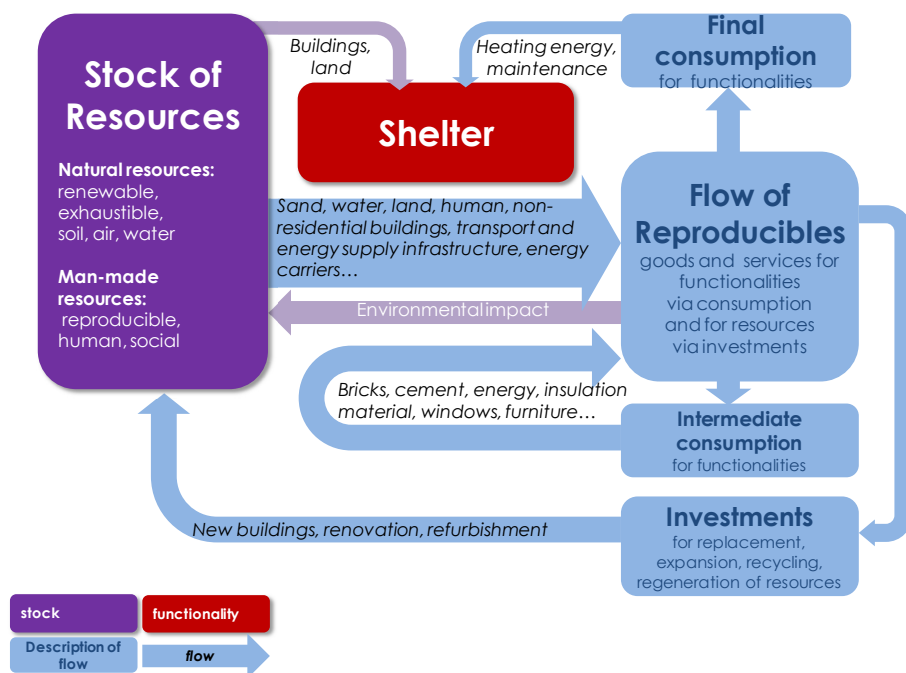 Stock of
Resources
Natural resources:
renewable,
exhaustible,
soil, air, water
Man-made
resources:
reproducible,
human, social
Buildings,
land
Heating energy,
maintenance
Final
consumption
for functionalities
Shelter
Sand, water, land, human, non-
residential buildings, transport and
energy supply infrastructure, energy
carriers…
Flow of
Reproducibles
goods and services for
functionalities
via consumption
and for resources
via investments
Environmental impact
Bricks, cement, energy, insulation
material, windows, furniture…
Intermediate
consumption
for functionalities
New buildings, renovation, refurbishment
Investments
for replacement,
expansion, recycling,
regeneration of resources
stock
functionality
Description of
flow
flow